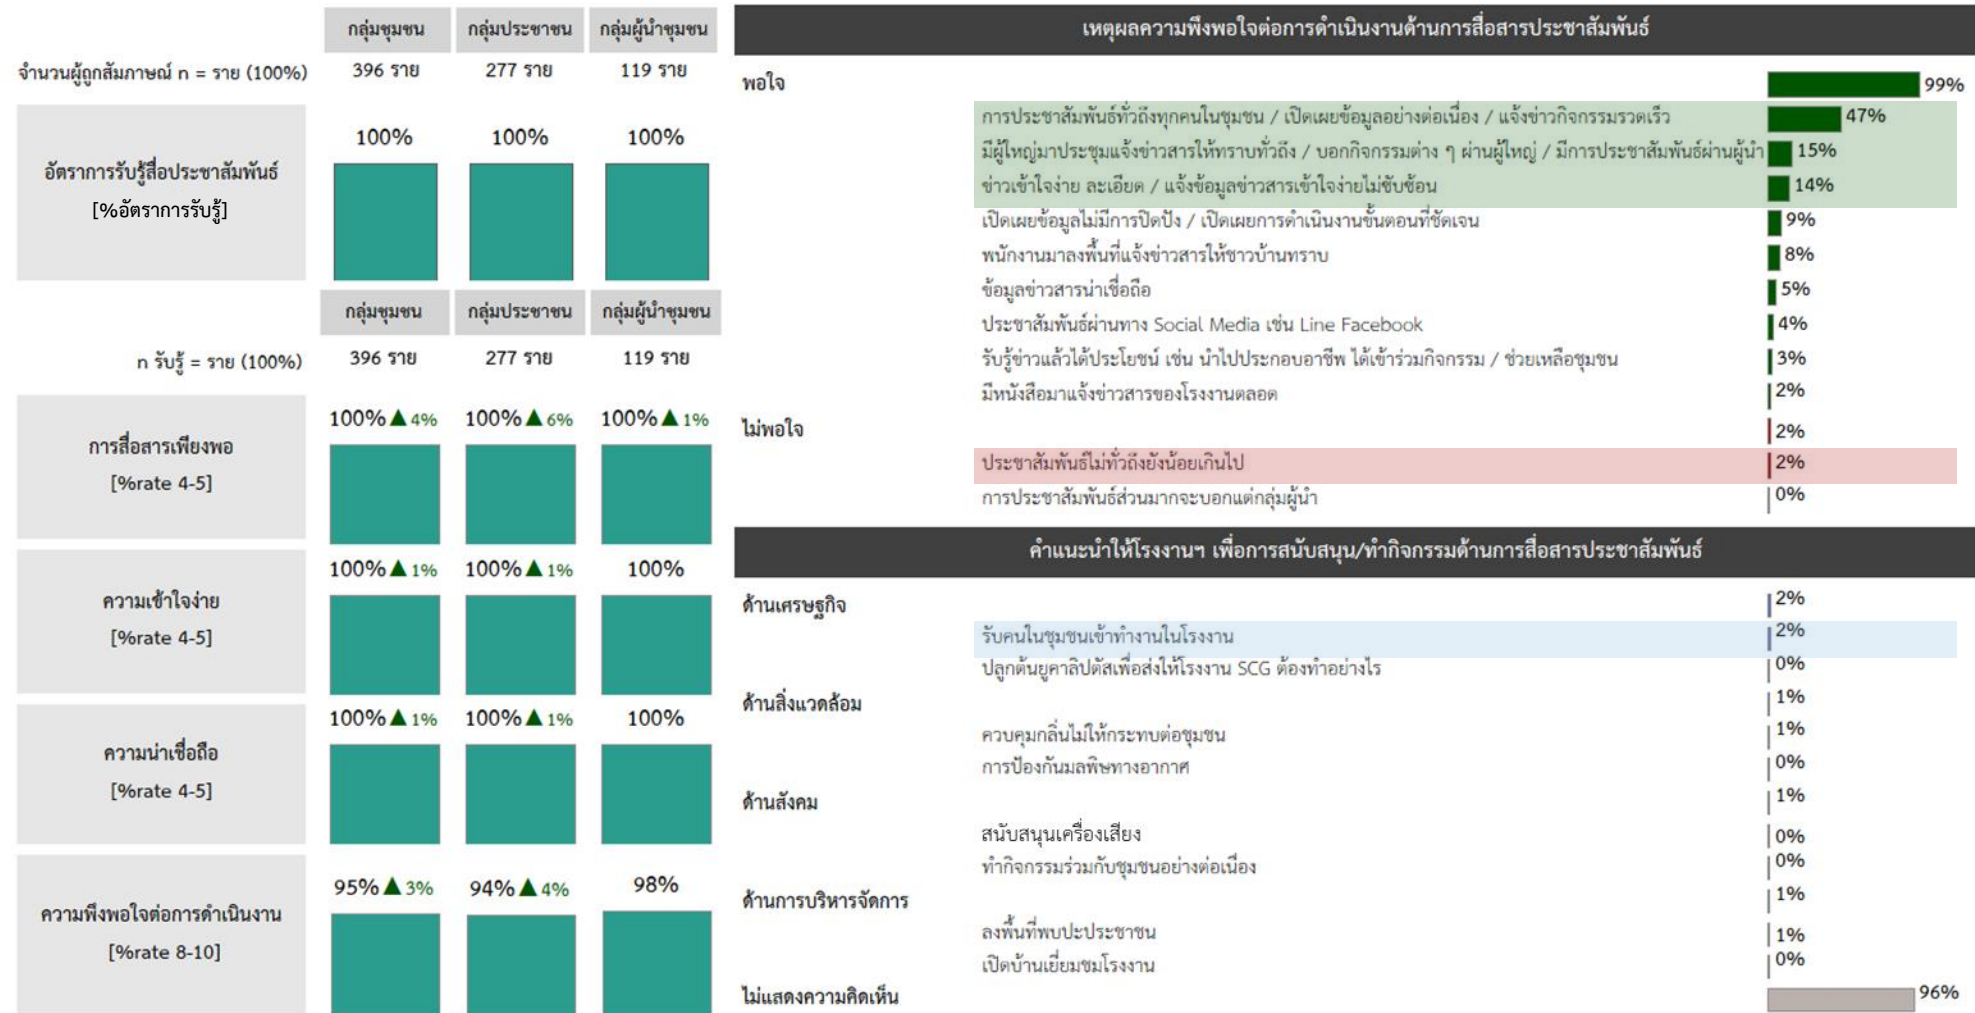 กลุ่มชุมชน กลุ่มประชาชน กลุ่มผู้นำชุมชน
จำนวนผู้ถูกสัมภาษณ์ n = ราย (100%) 396 ราย 277 ราย 119 ราย
100% 100% 100%
อัตราการรับรู้สื่อประชาสัมพันธ์
[%อัตราการรับรู้]
กลุ่มชุมชน กลุ่มประชาชน กลุ่มผู้นำชุมชน
n รับรู้ = ราย (100%) 396 ราย 277 ราย 119 ราย
100% ▲ 4% 100% ▲ 6% 100% ▲ 1%
การสื่อสารเพียงพอ
[%rate 4-5]
100% ▲ 1% 100% ▲ 1% 100%
ความเข้าใจง่าย
[%rate 4-5]
100% ▲ 1% 100% ▲ 1% 100%
ความน่าเชื่อถือ
[%rate 4-5]
95% ▲ 3% 94% ▲ 4% 98%
ความพึงพอใจต่อการดำเนินงาน
[%rate 8-10]
เหตุผลความพึงพอใจต่อการดำเนินงานด้านการสื่อสารประชาสัมพันธ์
พอใจ 99%
การประชาสัมพันธ์ทั่วถึงทุกคนในชุมชน / เปิดเผยข้อมูลอย่างต่อเนื่อง / แจ้งข่าวกิจกรรมรวดเร็ว 47%
มีผู้ใหญ่มาประชุมแจ้งข่าวสารให้ทราบทั่วถึง / บอกกิจกรรมต่าง ๆ ผ่านผู้ใหญ่ / มีการประชาสัมพันธ์ผ่านผู้นำ 15%
ข่าวเข้าใจง่าย ละเอียด / แจ้งข้อมูลข่าวสารเข้าใจง่ายไม่ซับซ้อน 14%
เปิดเผยข้อมูลไม่มีการปิดปัง / เปิดเผยการดำเนินงานขั้นตอนที่ชัดเจน 9%
พนักงานมาลงพื้นที่แจ้งข่าวสารให้ชาวบ้านทราบ 8%
ข้อมูลข่าวสารน่าเชื่อถือ 5%
ประชาสัมพันธ์ผ่านทาง Social Media เช่น Line Facebook 4%
รับรู้ข่าวแล้วได้ประโยชน์ เช่น นำไปประกอบอาชีพ ได้เข้าร่วมกิจกรรม / ช่วยเหลือชุมชน 3%
มีหนังสือมาแจ้งข่าวสารของโรงงานตลอด 2%
ไม่พอใจ 2%
ประชาสัมพันธ์ไม่ทั่วถึงยังน้อยเกินไป 2%
การประชาสัมพันธ์ส่วนมากจะบอกแต่กลุ่มผู้นำ 0%
คำแนะนำให้โรงงานฯ เพื่อการสนับสนุน/ทำกิจกรรมด้านการสื่อสารประชาสัมพันธ์
ด้านเศรษฐกิจ 2%
รับคนในชุมชนเข้าทำงานในโรงงาน 2%
ปลูกต้นยูคาลิปตัสเพื่อส่งให้โรงงาน SCG ต้องทำอย่างไร 0%
ด้านสิ่งแวดล้อม 1%
ควบคุมกลิ่นไม่ให้กระทบต่อชุมชน 1%
การป้องกันมลพิษทางอากาศ 0%
ด้านสังคม 1%
สนับสนุนเครื่องเสียง 0%
ทำกิจกรรมร่วมกับชุมชนอย่างต่อเนื่อง 0%
ด้านการบริหารจัดการ 1%
ลงพื้นที่พบปะประชาชน 1%
เปิดบ้านเยี่ยมชมโรงงาน 0%
ไม่แสดงความคิดเห็น 96%